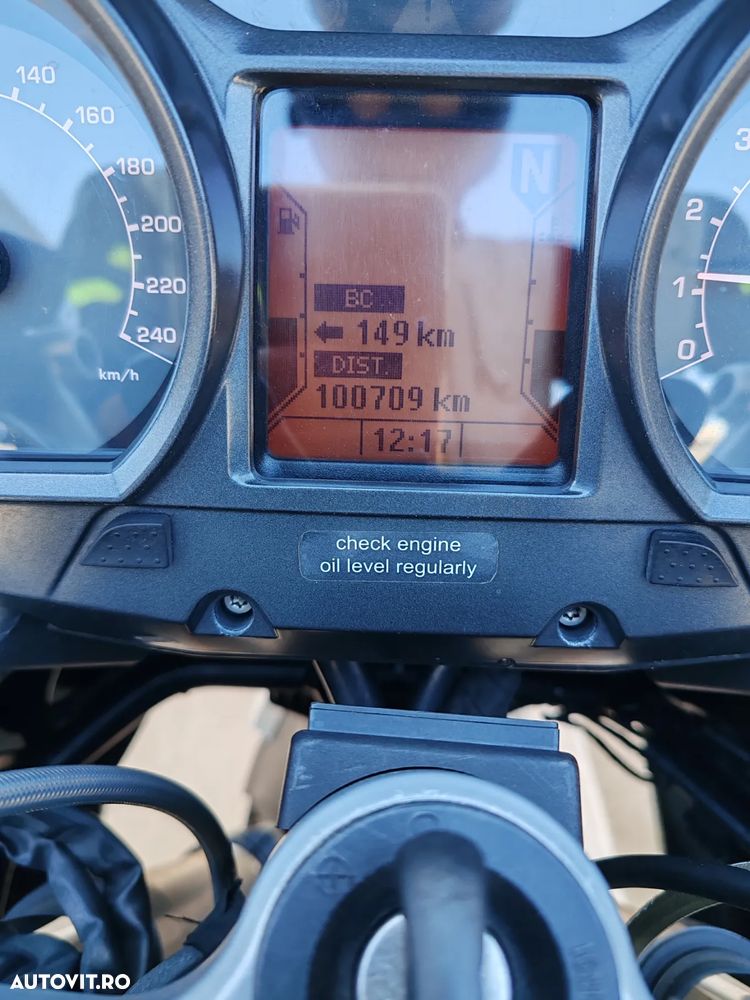 140
160
180
200
220
240
km/h
N
BC
149 km
DIST.
100709 km
12:17
3
2
1
0
check engine
oil level regularly
AUTOVIT.RO